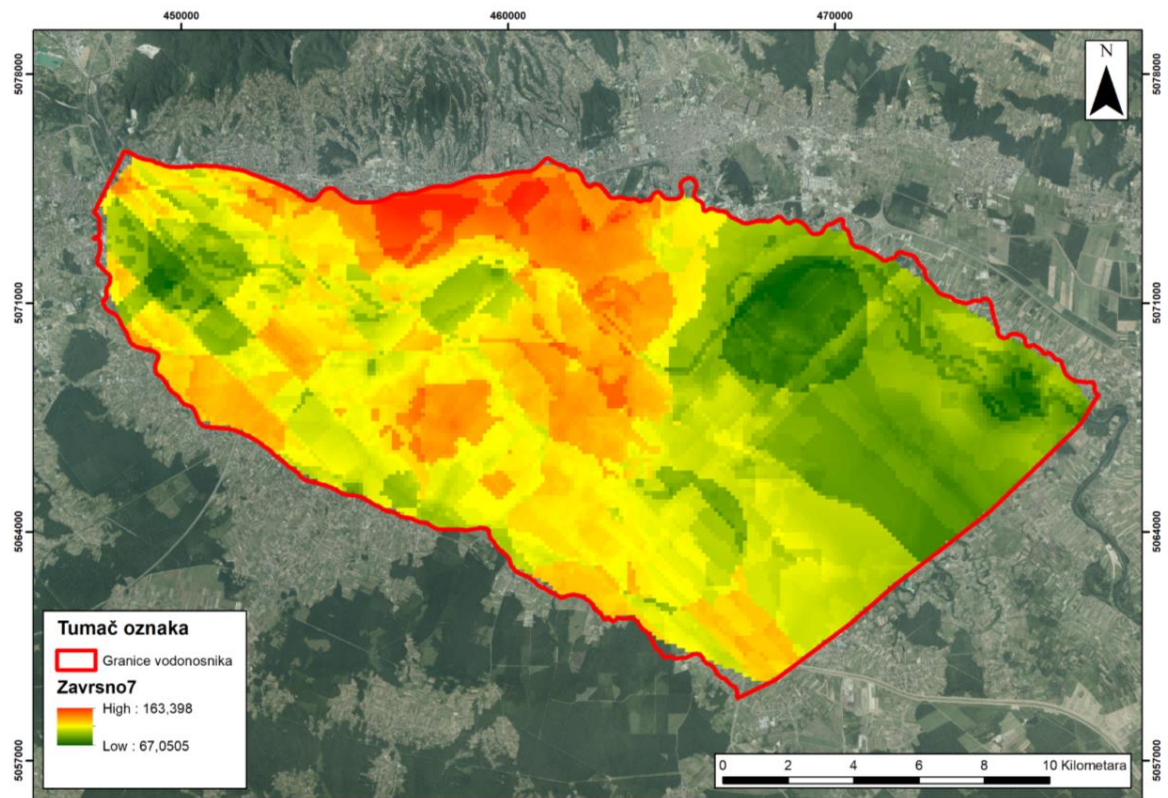 450000
460000
470000
5078000
5078000
N
5071000
5071000
5064000
5064000
Tumač oznaka
Granice vodonosnika
Zavrsno7
High : 163,398
Low : 67,0505
5057000
5057000
0 2 4 6 8 10 Kilometara